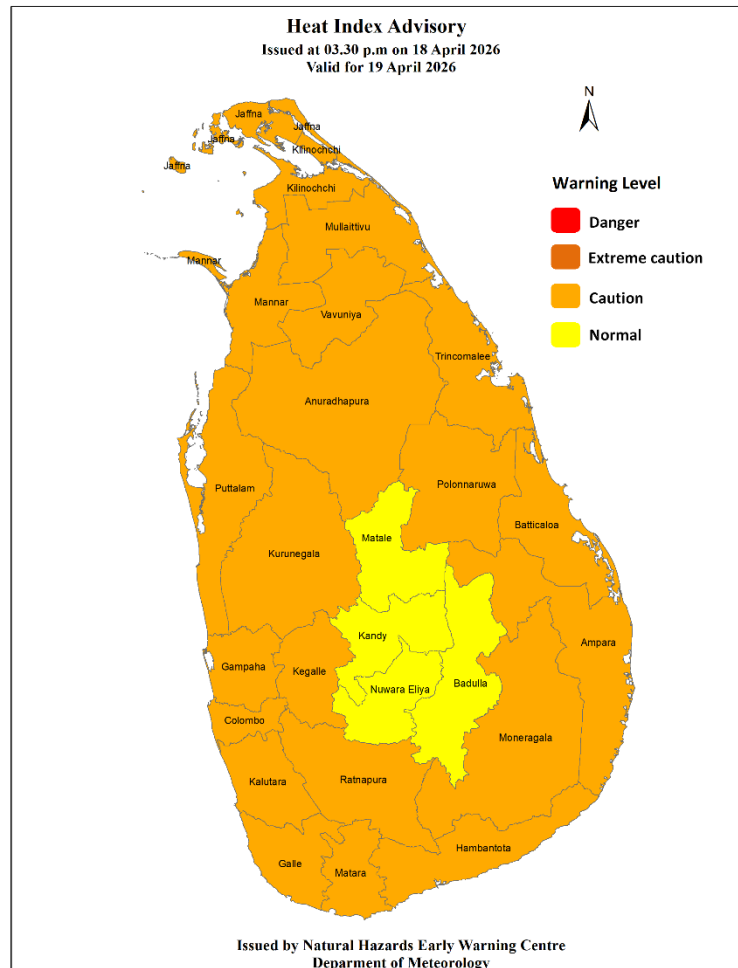 Heat Index Advisory
Issued at 03.30 p.m on 18 April 2026
Valid for 19 April 2026
N
Warning Level
Danger
Extreme caution
Caution
Normal
Jaffna
Jaffna
Jaffna
Kilinochchi
Jaffna
Kilinochchi
Mullaittivu
Mannar
Mannar
Vavuniya
Trincomalee
Anuradhapura
Polonnaruwa
Puttalam
Batticaloa
Matale
Kurunegala
Kandy
Ampara
Gampaha
Kegalle
Nuwara Eliya
Badulla
Colombo
Moneragala
Kalutara
Ratnapura
Hambantota
Galle
Matara
Issued by Natural Hazards Early Warning Centre
Deparment of Meteorology